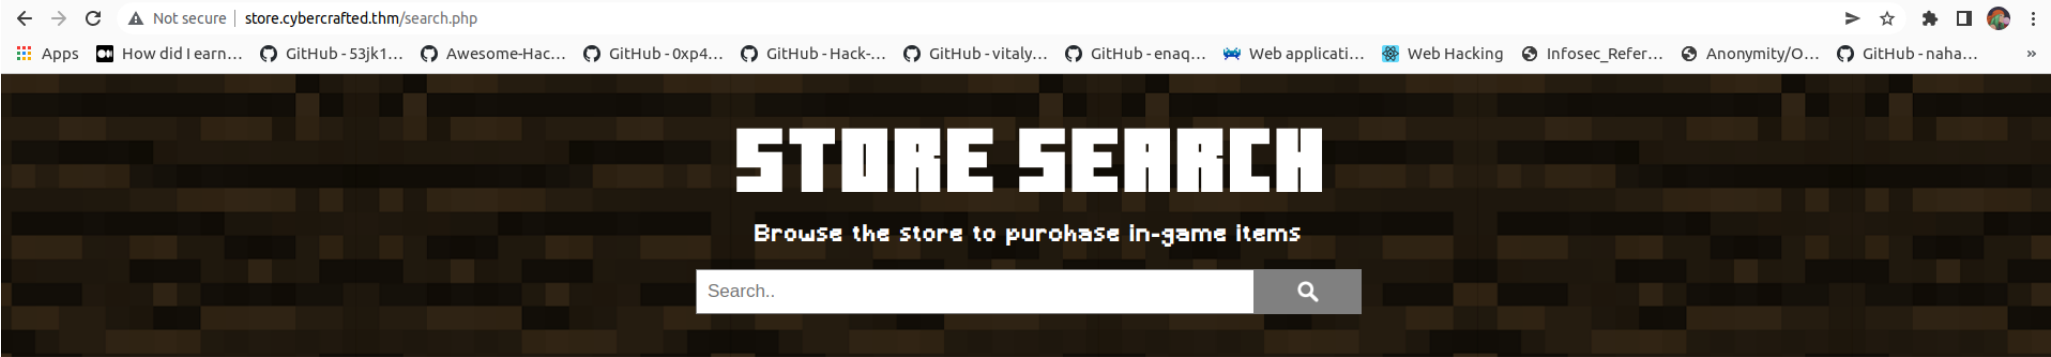 Not secure store.cybercrafted.thm/search.php
Apps How did I earn... GitHub - 53jk1... Awesome-Hac... GitHub - 0xp4... GitHub - Hack-... GitHub - vitaly... GitHub - enaq... Web applicati... Web Hacking Infosec_Refer... Anonymity/O... GitHub - naha... »
STORE SEARCH
Browse the store to purchase in-game items
Search..